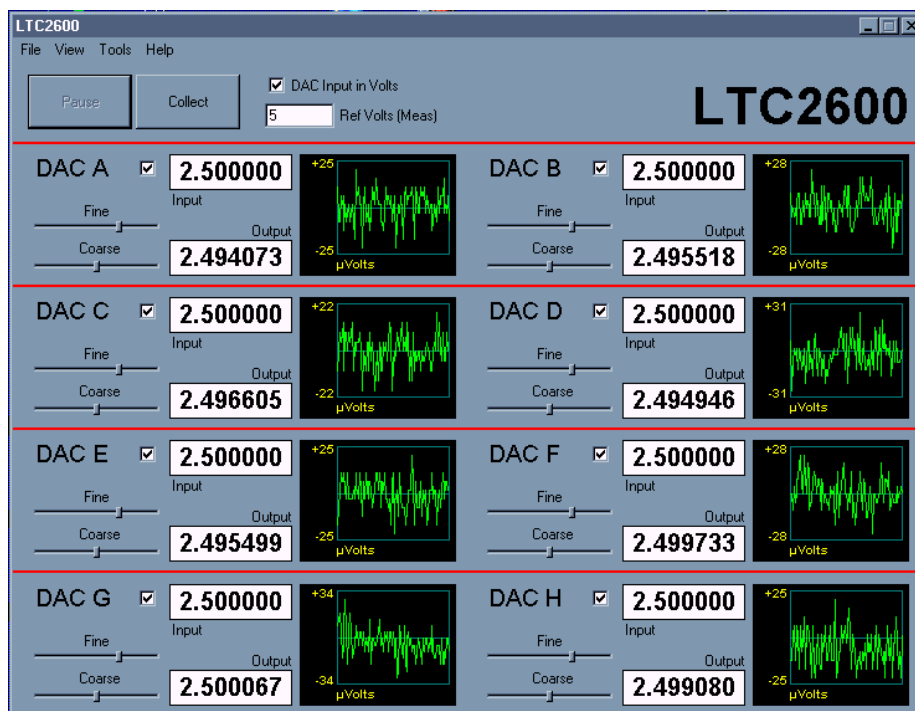 LTC2600
File View Tools Help
Pause
Collect
DAC Input in Volts
5 Ref Volts (Meas)
LTC2600
DAC A
2.500000
Input
Fine
Output
Coarse
2.494073
+25
-25
µVolts
DAC B
2.500000
Input
Fine
Output
Coarse
2.495518
+28
-28
µVolts
DAC C
2.500000
Input
Fine
Output
Coarse
2.496605
+22
-22
µVolts
DAC D
2.500000
Input
Fine
Output
Coarse
2.494946
+31
-31
µVolts
DAC E
2.500000
Input
Fine
Output
Coarse
2.495499
+25
-25
µVolts
DAC F
2.500000
Input
Fine
Output
Coarse
2.499733
+28
-28
µVolts
DAC G
2.500000
Input
Fine
Output
Coarse
2.500067
+34
-34
µVolts
DAC H
2.500000
Input
Fine
Output
Coarse
2.499080
+25
-25
µVolts